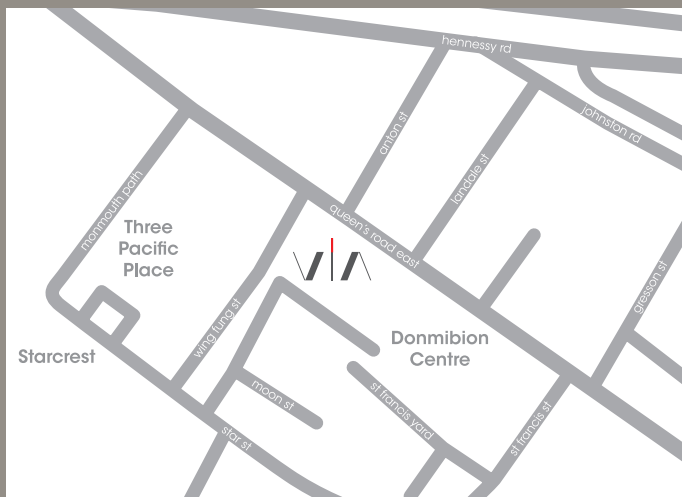 hennessy rd
johnston rd
anton st
landale st
monmouth path
queen's road east
Three
Pacific
Place
VIA
gresson st
wing fung st
Donmibion
Centre
Starcrest
moon st
st francis yard
st francis st
star st